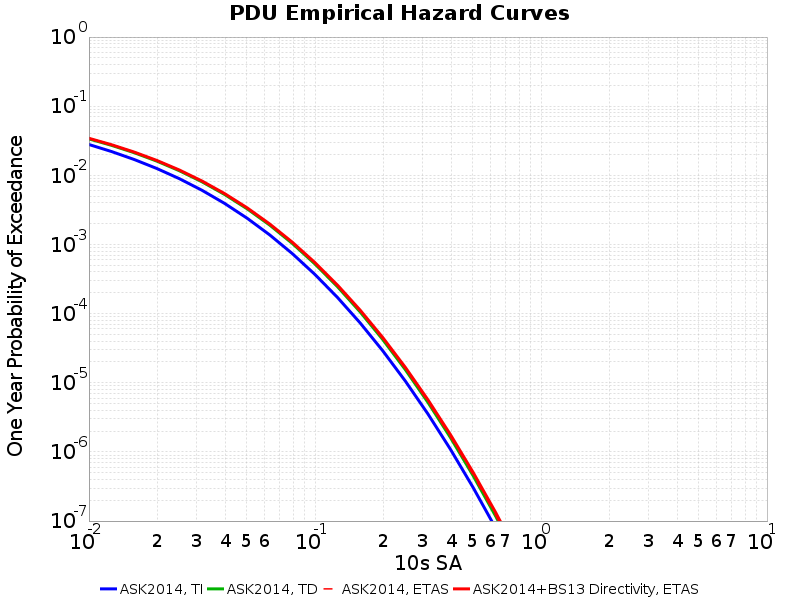 PDU Empirical Hazard Curves
One Year Probability of Exceedance
10^0
10^-1
10^-2
10^-3
10^-4
10^-5
10^-6
10^-7
10^-2 2 3 4 5 6 10^-1 2 3 4 5 6 7 10^0 2 3 4 5 6 7 10^1
10s SA
ASK2014, TI ASK2014, TD ASK2014, ETAS ASK2014+BS13 Directivity, ETAS